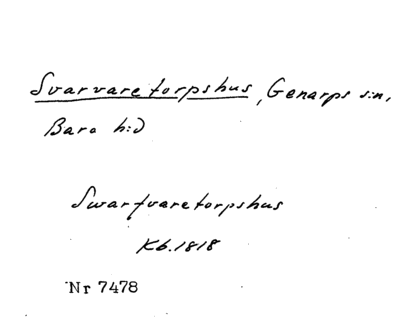 Svarvaretorpshus, Genarps s:n,
Bara h:d
Swarfvaretorpshus
Kb. 1818
Nr 7478